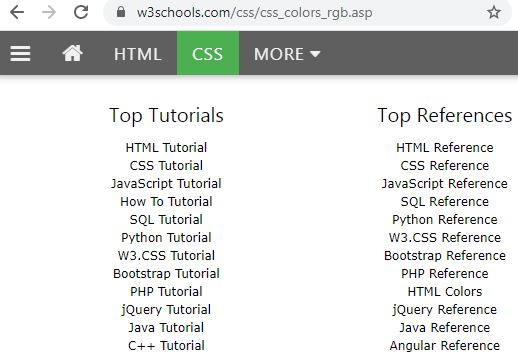 w3schools.com/css/css_colors_rgb.asp
HTML CSS MORE
Top Tutorials
HTML Tutorial
CSS Tutorial
JavaScript Tutorial
How To Tutorial
SQL Tutorial
Python Tutorial
W3.CSS Tutorial
Bootstrap Tutorial
PHP Tutorial
jQuery Tutorial
Java Tutorial
C++ Tutorial
Top References
HTML Reference
CSS Reference
JavaScript Reference
SQL Reference
Python Reference
W3.CSS Reference
Bootstrap Reference
PHP Reference
HTML Colors
jQuery Reference
Java Reference
Angular Reference